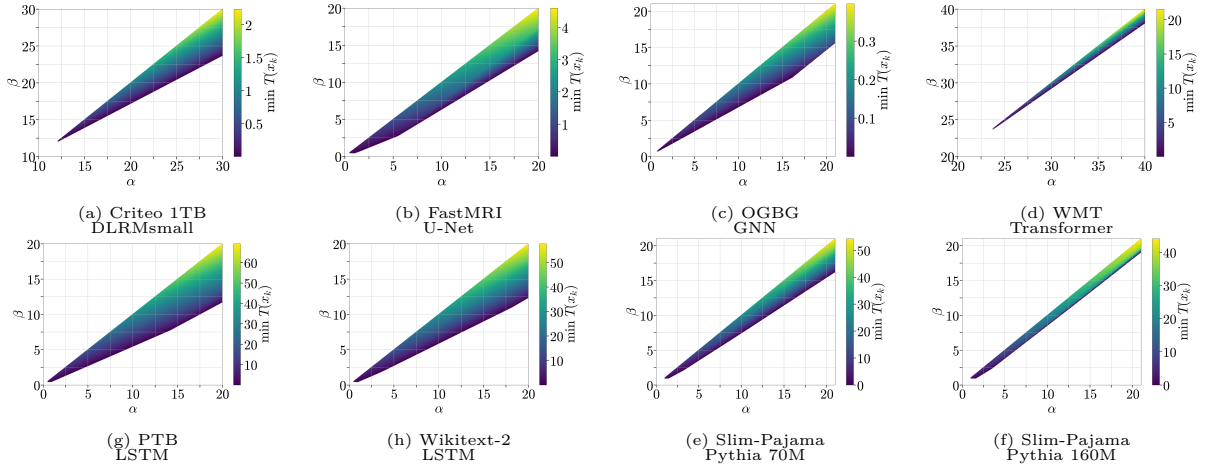 30
25
20
15
10
10
15
20
25
30
β
α
2
1.5
1
0.5
min T(x_k)
(a) Criteo 1TB
DLRMsmall
20
15
10
5
0
0
5
10
15
20
β
α
4
3
2
1
min T(x_k)
(b) FastMRI
U-Net
20
15
10
5
0
0
5
10
15
20
β
α
0.3
0.2
0.1
min T(x_k)
(c) OGBG
GNN
40
35
30
25
20
20
25
30
35
40
β
α
20
15
10
5
min T(x_k)
(d) WMT
Transformer
20
15
10
5
0
0
5
10
15
20
β
α
60
50
40
30
20
10
min T(x_k)
(g) PTB
LSTM
20
15
10
5
0
0
5
10
15
20
β
α
50
40
30
20
10
min T(x_k)
(h) Wikitext-2
LSTM
20
15
10
5
0
0
5
10
15
20
β
α
50
40
30
20
10
0
min T(x_k)
(e) Slim-Pajama
Pythia 70M
20
15
10
5
0
0
5
10
15
20
β
α
40
30
20
10
0
min T(x_k)
(f) Slim-Pajama
Pythia 160M